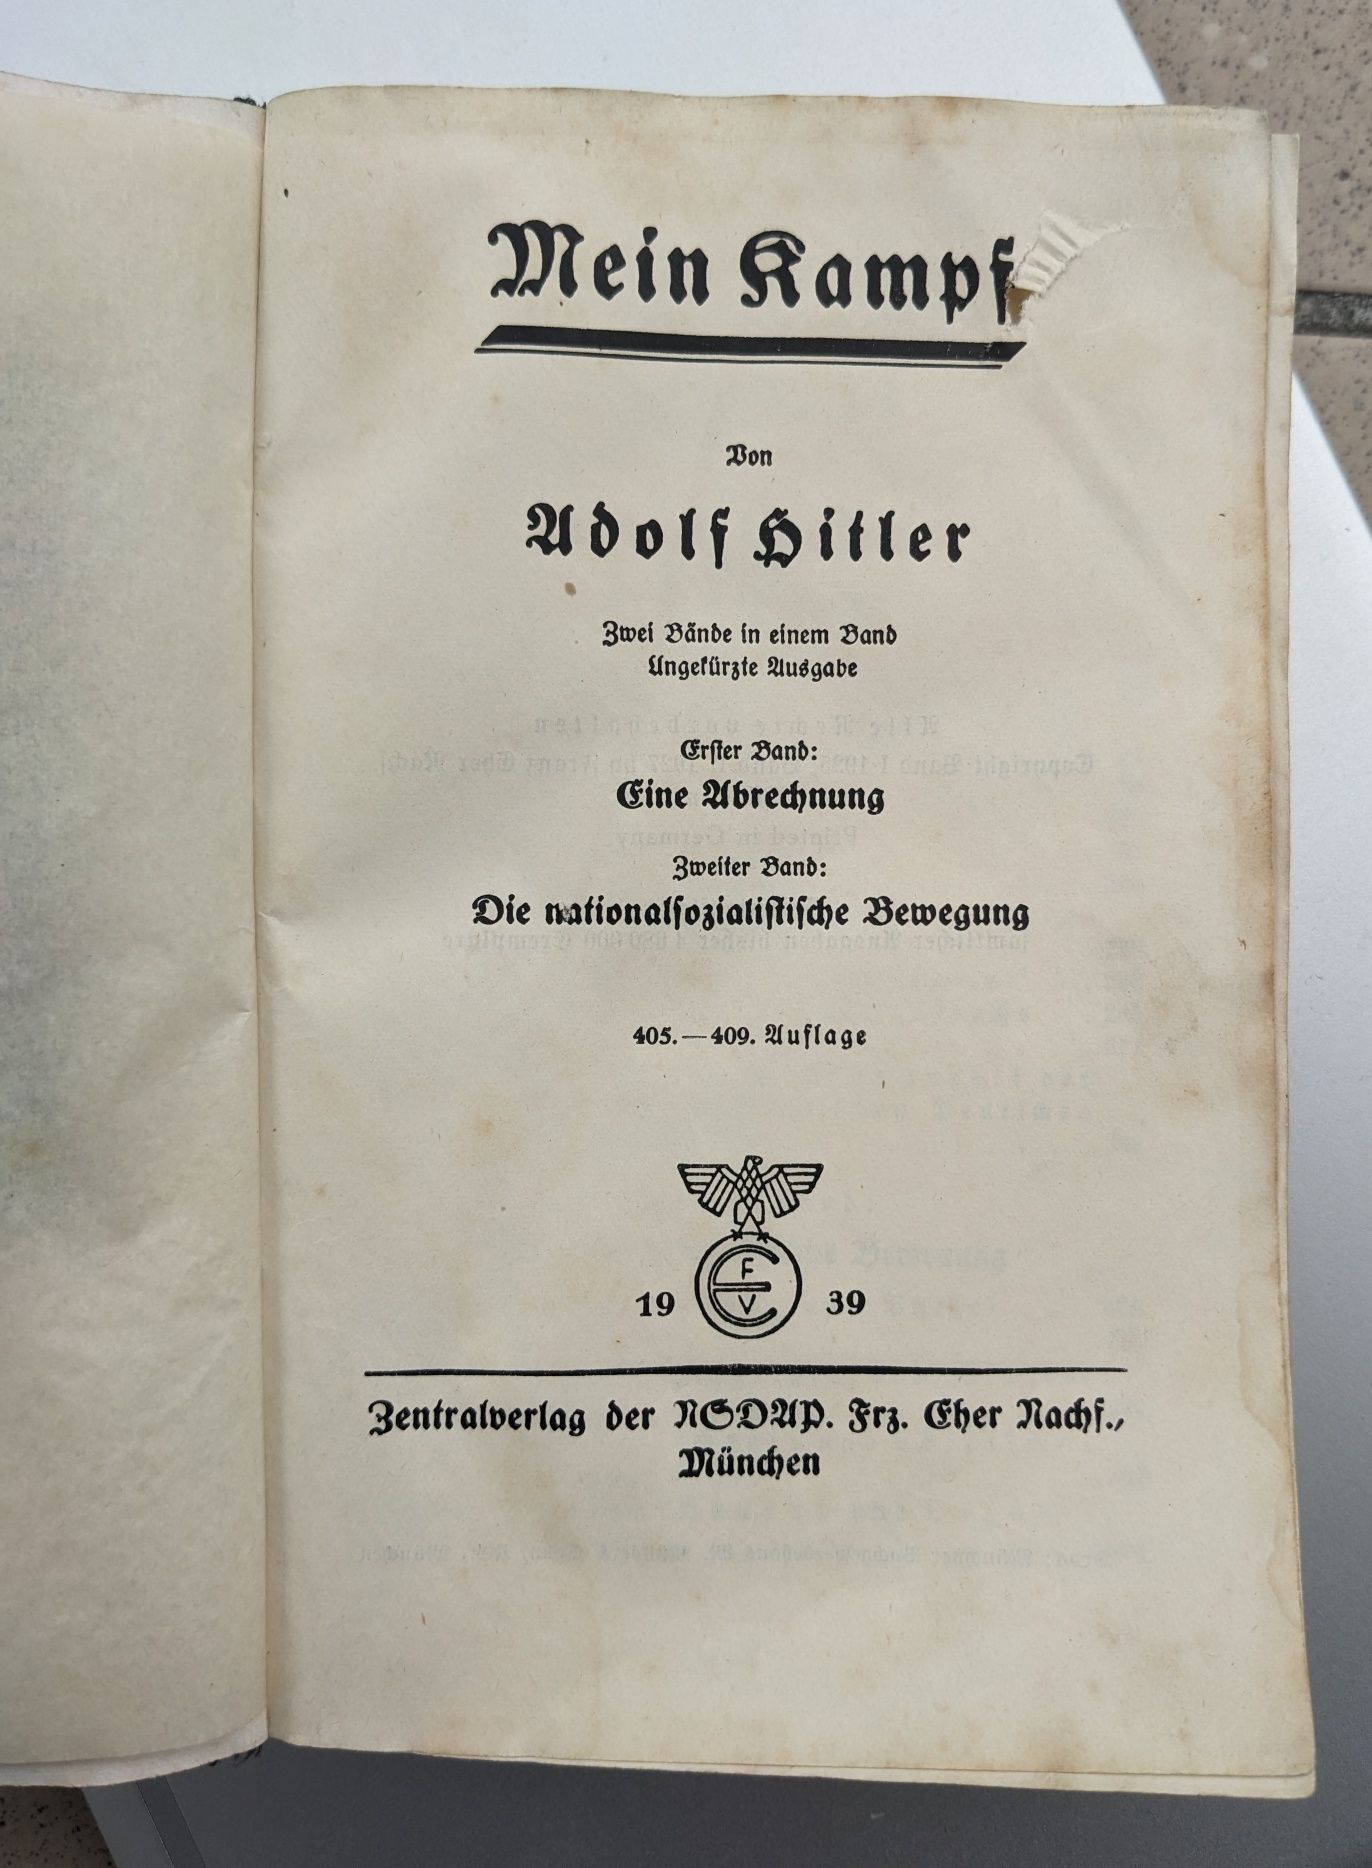 Mein Kampf
Von
Adolf Hitler
Zwei Bände in einem Band
Ungekürzte Ausgabe
Erster Band:
Eine Abrechnung
Zweiter Band:
Die nationalsozialistische Bewegung
405.—409. Auflage
F
E
V
19 39
Zentralverlag der NSDAP. Frz. Eher Nachf.,
München